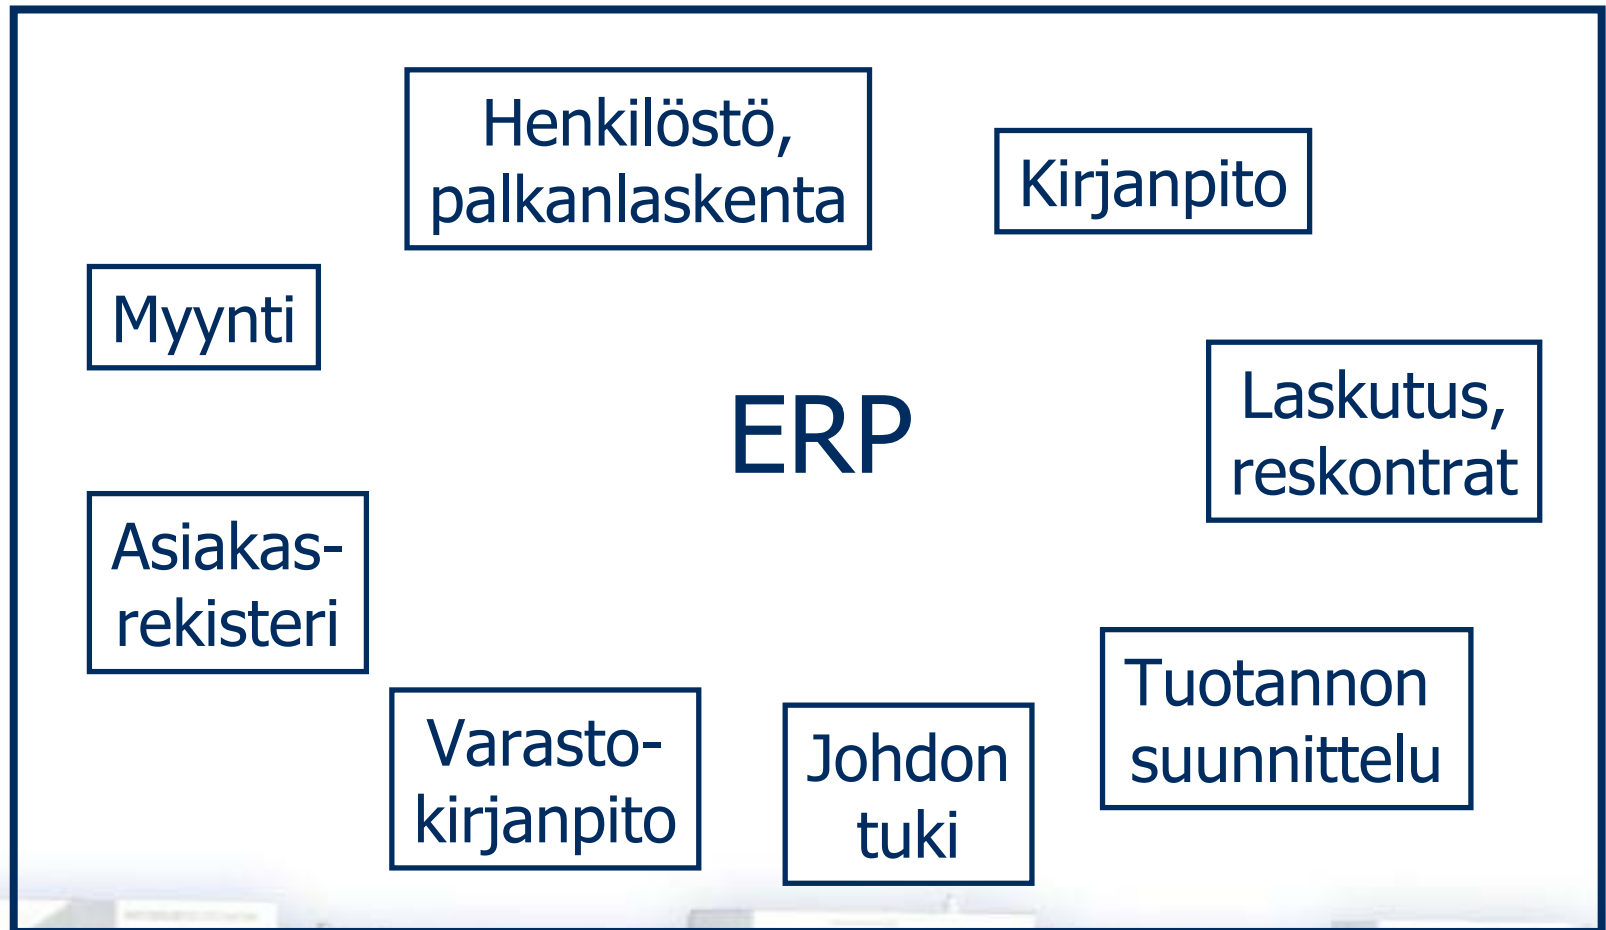 Henkilöstö,
palkanlaskenta
Kirjanpito
Myynti
ERP
Laskutus,
reskontrat
Asiakas-
rekisteri
Tuotannon
suunnittelu
Varasto-
kirjanpito
Johdon
tuki